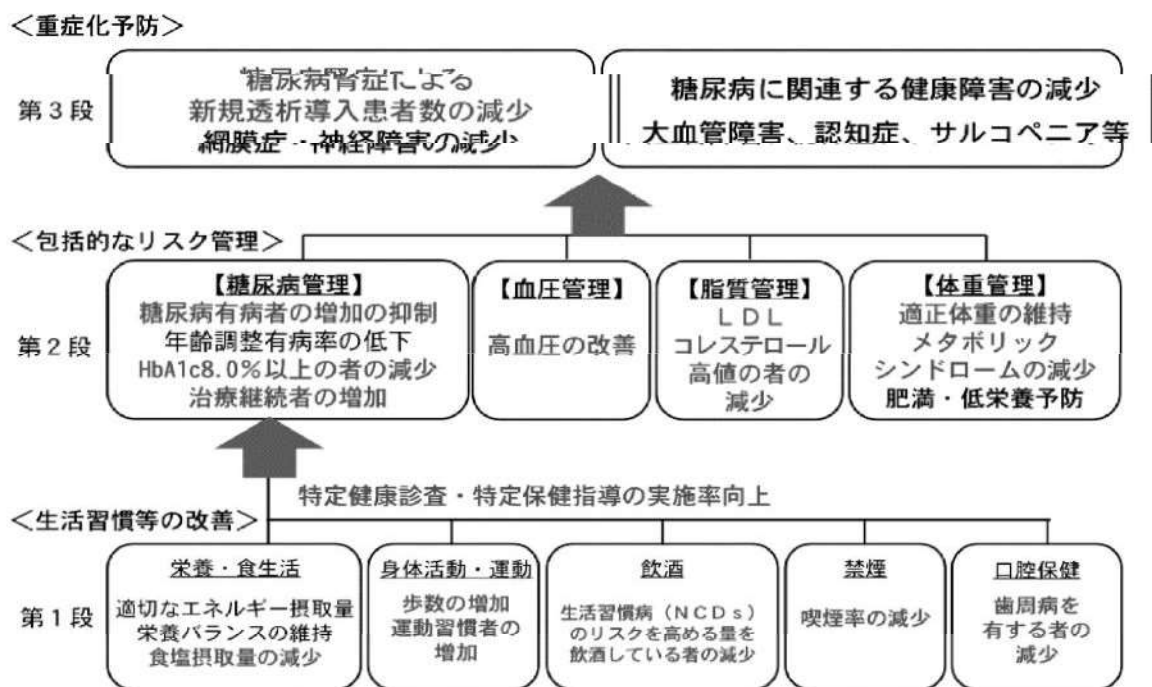 ＜重症化予防＞
第３段
糖尿病腎症による
新規透析導入患者数の減少
網膜症・神経障害の減少
糖尿病に関連する健康障害の減少
大血管障害、認知症、サルコペニア等
＜包括的なリスク管理＞
第２段
【糖尿病管理】
糖尿病有病者の増加の抑制
年齢調整有病率の低下
HbA1c8.0％以上の者の減少
治療継続者の増加
【血圧管理】
高血圧の改善
【脂質管理】
ＬＤＬ
コレステロール
高値の者の
減少
【体重管理】
適正体重の維持
メタボリック
シンドロームの減少
肥満・低栄養予防
特定健康診査・特定保健指導の実施率向上
＜生活習慣等の改善＞
第１段
栄養・食生活
適切なエネルギー摂取量
栄養バランスの維持
食塩摂取量の減少
身体活動・運動
歩数の増加
運動習慣者の
増加
飲酒
生活習慣病（ＮＣＤｓ）
のリスクを高める量を
飲酒している者の減少
禁煙
喫煙率の減少
口腔保健
歯周病を
有する者の
減少